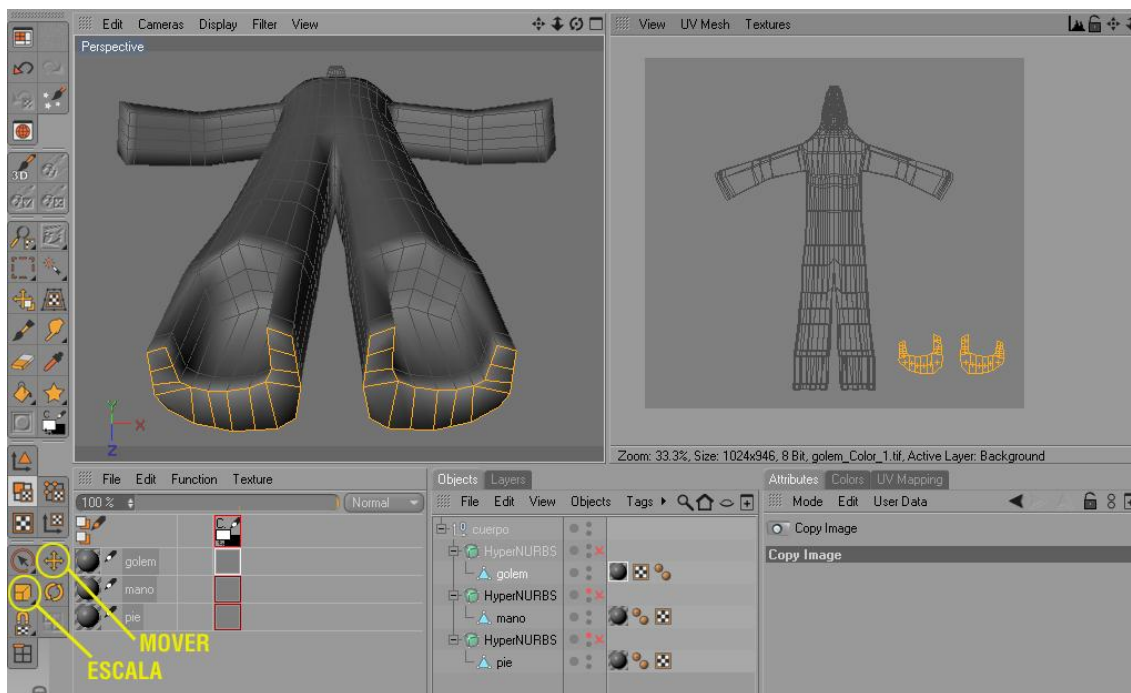 Edit Cameras Display Filter View
Perspective
View UV Mesh Textures
3D
C
Y
X
Z
Zoom: 33.3%, Size: 1024x946, 8 Bit, golem_Color_1.tif, Active Layer: Background
File Edit Function Texture
100 % Normal
C
golem
mano
pie
MOVER
ESCALA
Objects Layers
File Edit View Objects Tags
cuerpo
HyperNURBS
golem
HyperNURBS
mano
HyperNURBS
pie
Attributes Colors UV Mapping
Mode Edit User Data
Copy Image
Copy Image